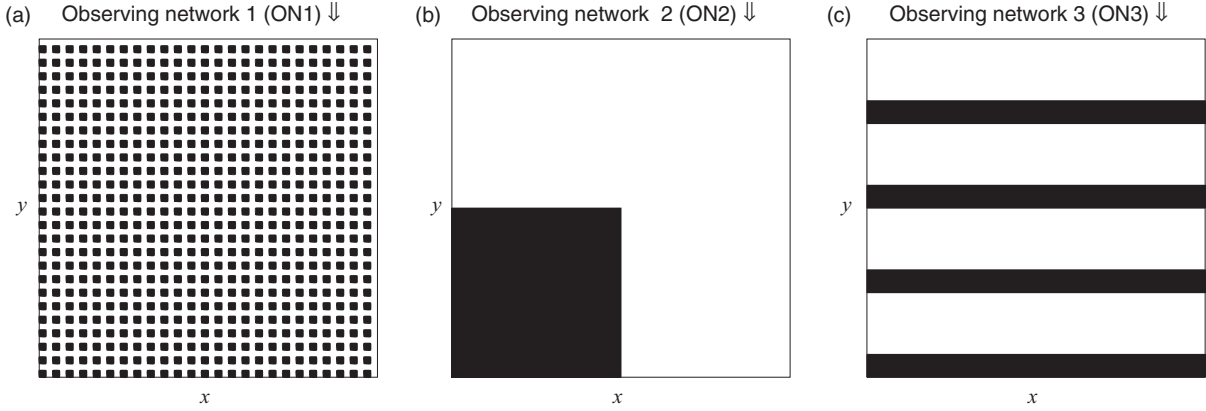 (a) Observing network 1 (ON1) ⇓
(b) Observing network 2 (ON2) ⇓
(c) Observing network 3 (ON3) ⇓
y
y
y
x
x
x